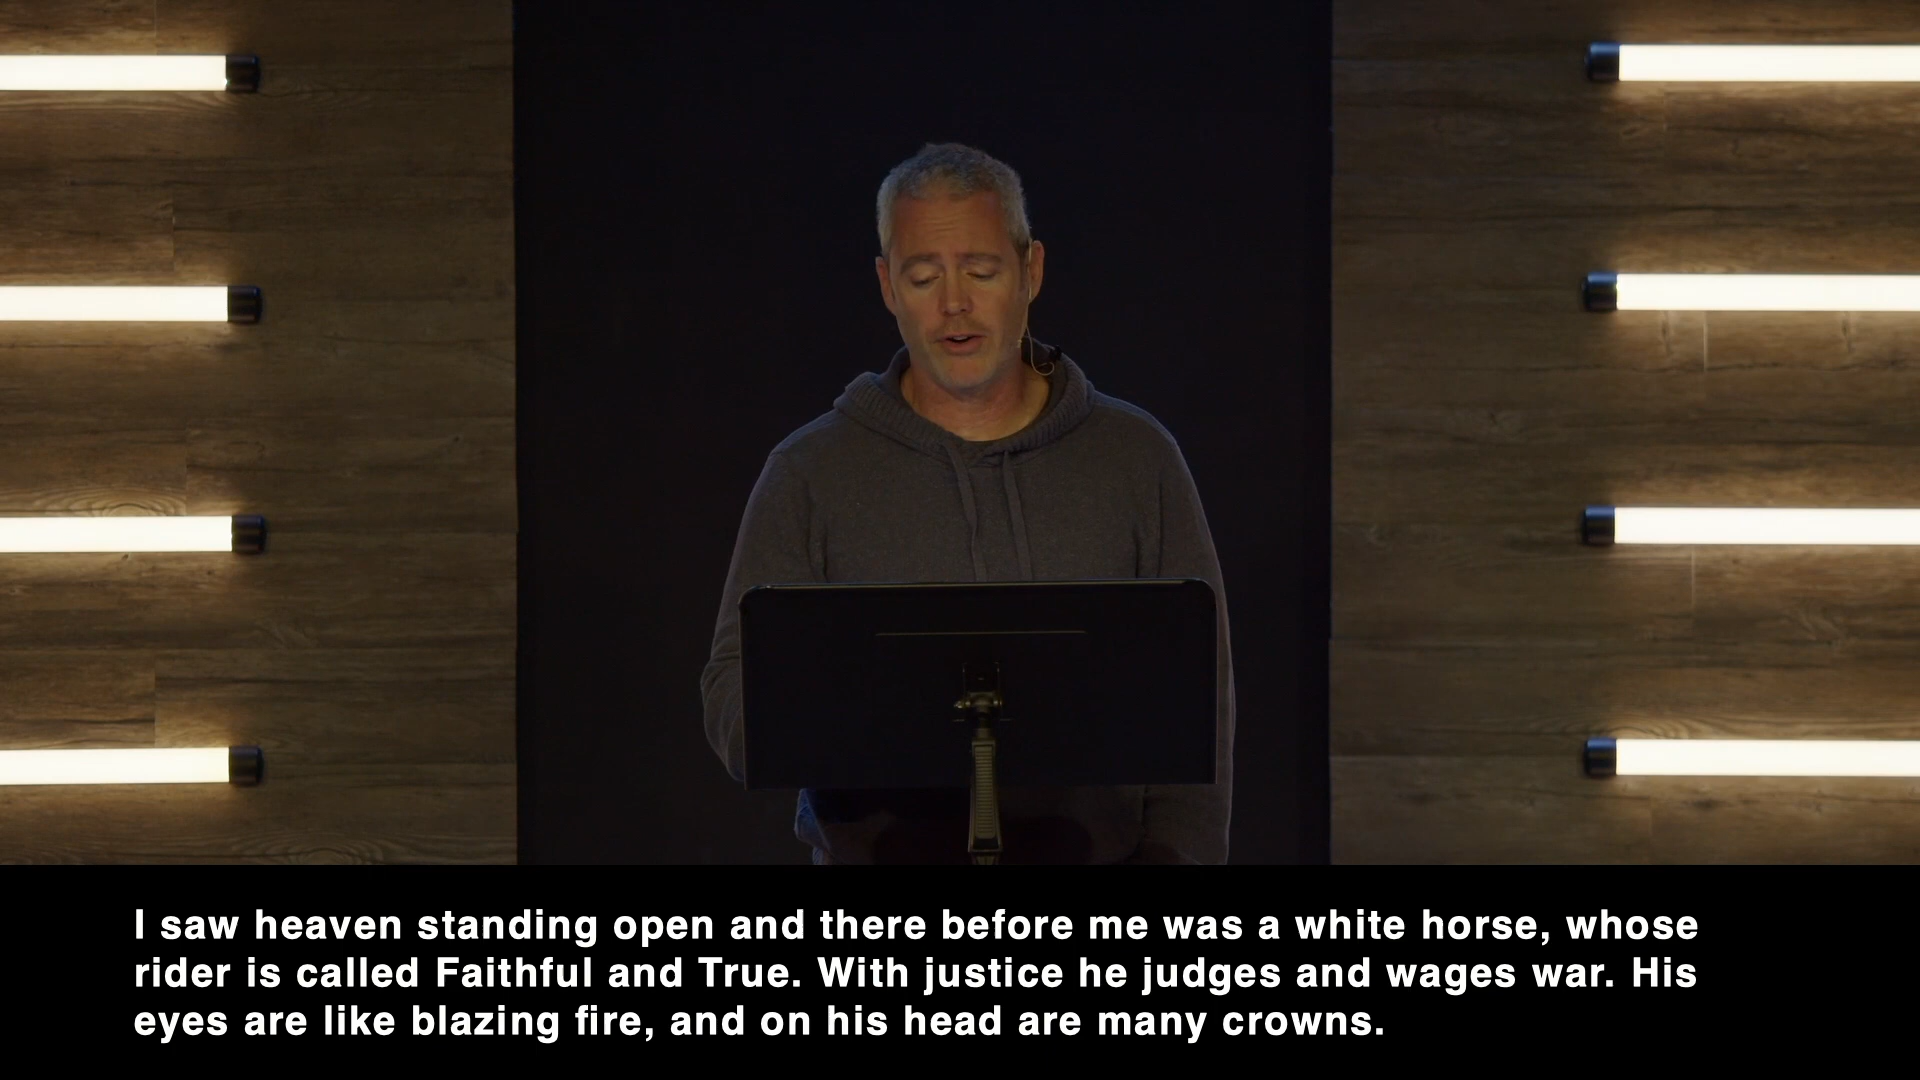 I saw heaven standing open and there before me was a white horse, whose
rider is called Faithful and True. With justice he judges and wages war. His
eyes are like blazing fire, and on his head are many crowns.